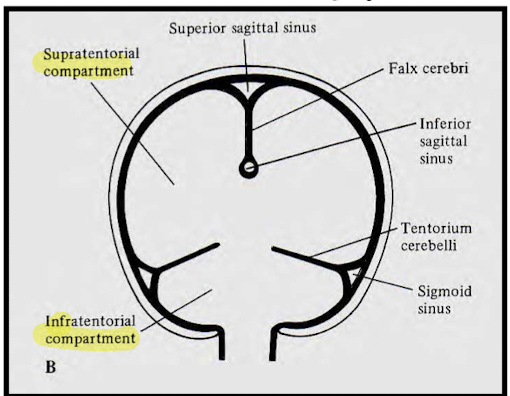 Superior sagittal sinus
Supratentorial
compartment
Falx cerebri
Inferior
sagittal
sinus
Tentorium
cerebelli
Sigmoid
sinus
Infratentorial
compartment
B